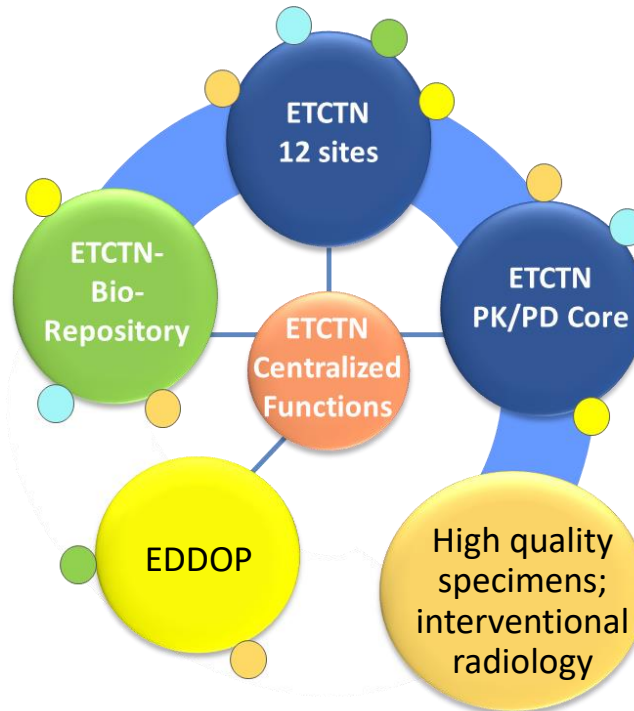 ETCTN
12 sites
ETCTN-
Bio-
Repository
ETCTN
PK/PD Core
ETCTN
Centralized
Functions
EDDOP
High quality
specimens;
interventional
radiology